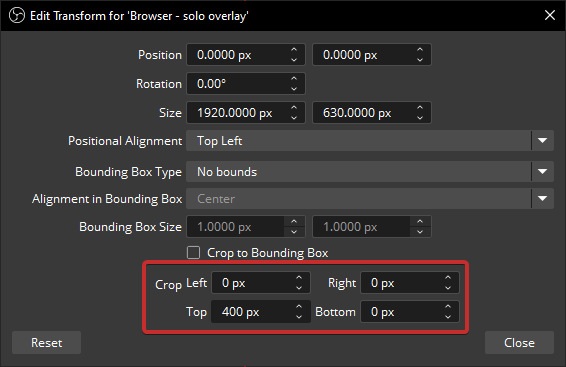 Edit Transform for 'Browser - solo overlay'
Position 0.0000 px 0.0000 px
Rotation 0.00°
Size 1920.0000 px 630.0000 px
Positional Alignment Top Left
Bounding Box Type No bounds
Alignment in Bounding Box Center
Bounding Box Size 1.0000 px 1.0000 px
Crop to Bounding Box
Crop Left 0 px Right 0 px
Top 400 px Bottom 0 px
Reset Close